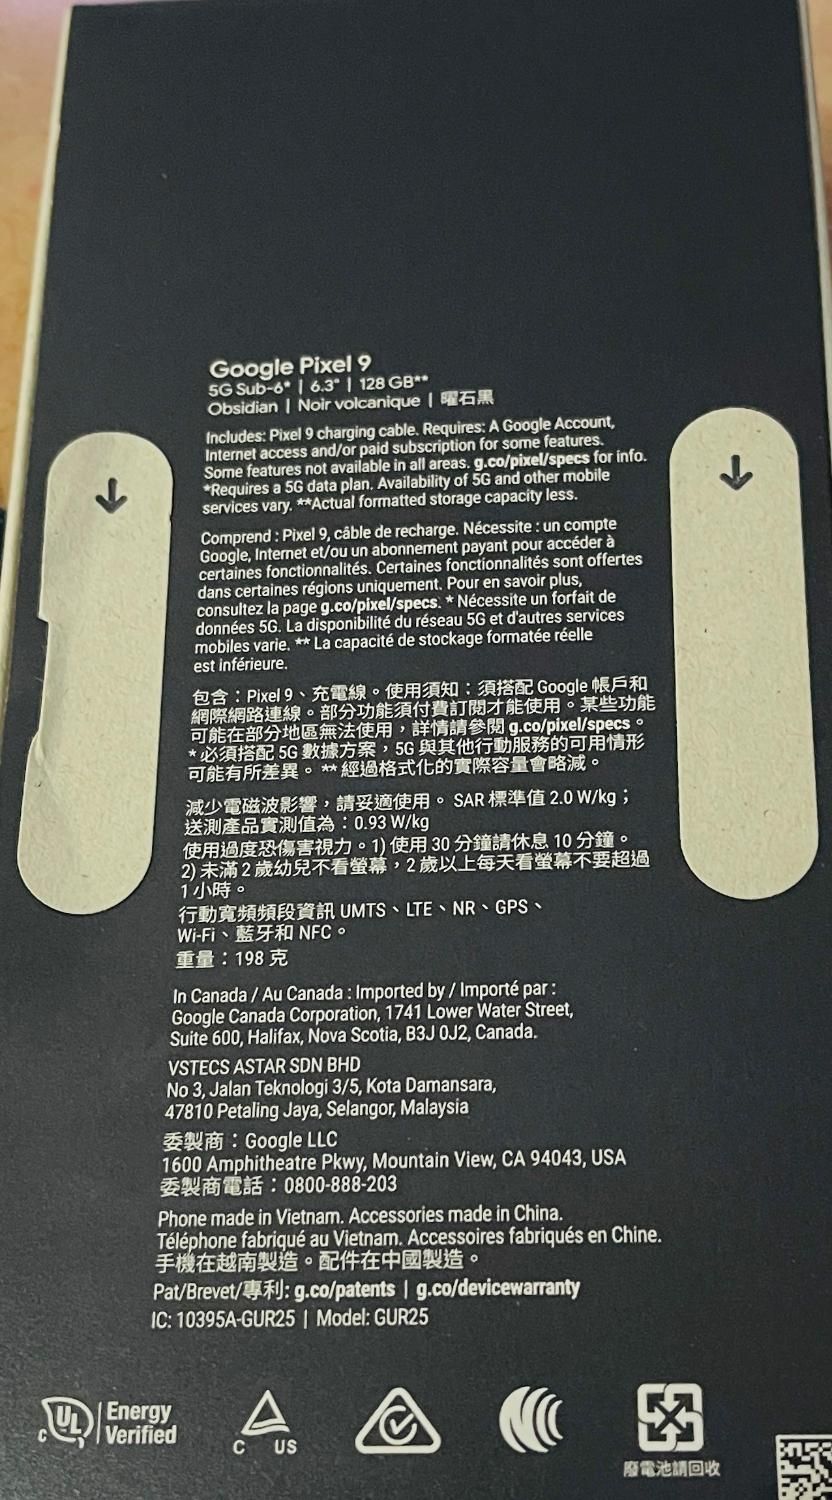 Google Pixel 9
5G Sub-6* | 6.3" | 128 GB**
Obsidian | Noir volcanique | 曜石黑
Includes: Pixel 9 charging cable. Requires: A Google Account,
Internet access and/or paid subscription for some features.
Some features not available in all areas. g.co/pixel/specs for info.
*Requires a 5G data plan. Availability of 5G and other mobile
services vary. **Actual formatted storage capacity less.
Comprend : Pixel 9, câble de recharge. Nécessite : un compte
Google, Internet et/ou un abonnement payant pour accéder à
certaines fonctionnalités. Certaines fonctionnalités sont offertes
dans certaines régions uniquement. Pour en savoir plus,
consultez la page g.co/pixel/specs. * Nécessite un forfait de
données 5G. La disponibilité du réseau 5G et d'autres services
mobiles varie. ** La capacité de stockage formatée réelle
est inférieure.
包含：Pixel 9、充電線。使用須知：須搭配 Google 帳戶和
網際網路連線。部分功能須付費訂閱才能使用。某些功能
可能在部分地區無法使用，詳情請參閱 g.co/pixel/specs。
* 必須搭配 5G 數據方案，5G 與其他行動服務的可用情形
可能有所差異。 ** 經過格式化的實際容量會略減。
減少電磁波影響，請妥適使用。 SAR 標準值 2.0 W/kg；
送測產品實測值為：0.93 W/kg
使用過度恐傷害視力。1) 使用 30 分鐘請休息 10 分鐘。
2) 未滿 2 歲幼兒不看螢幕，2 歲以上每天看螢幕不要超過
1 小時。
行動寬頻頻段資訊 UMTS、LTE、NR、GPS、
Wi-Fi、藍牙和 NFC。
重量：198 克
In Canada / Au Canada : Imported by / Importé par :
Google Canada Corporation, 1741 Lower Water Street,
Suite 600, Halifax, Nova Scotia, B3J 0J2, Canada.
VSTECS ASTAR SDN BHD
No 3, Jalan Teknologi 3/5, Kota Damansara,
47810 Petaling Jaya, Selangor, Malaysia
委製商：Google LLC
1600 Amphitheatre Pkwy, Mountain View, CA 94043, USA
委製商電話：0800-888-203
Phone made in Vietnam. Accessories made in China.
Téléphone fabriqué au Vietnam. Accessoires fabriqués en Chine.
手機在越南製造。配件在中國製造。
Pat/Brevet/專利: g.co/patents | g.co/devicewarranty
IC: 10395A-GUR25 | Model: GUR25
c UL | Energy Verified
C US
廢電池請回收